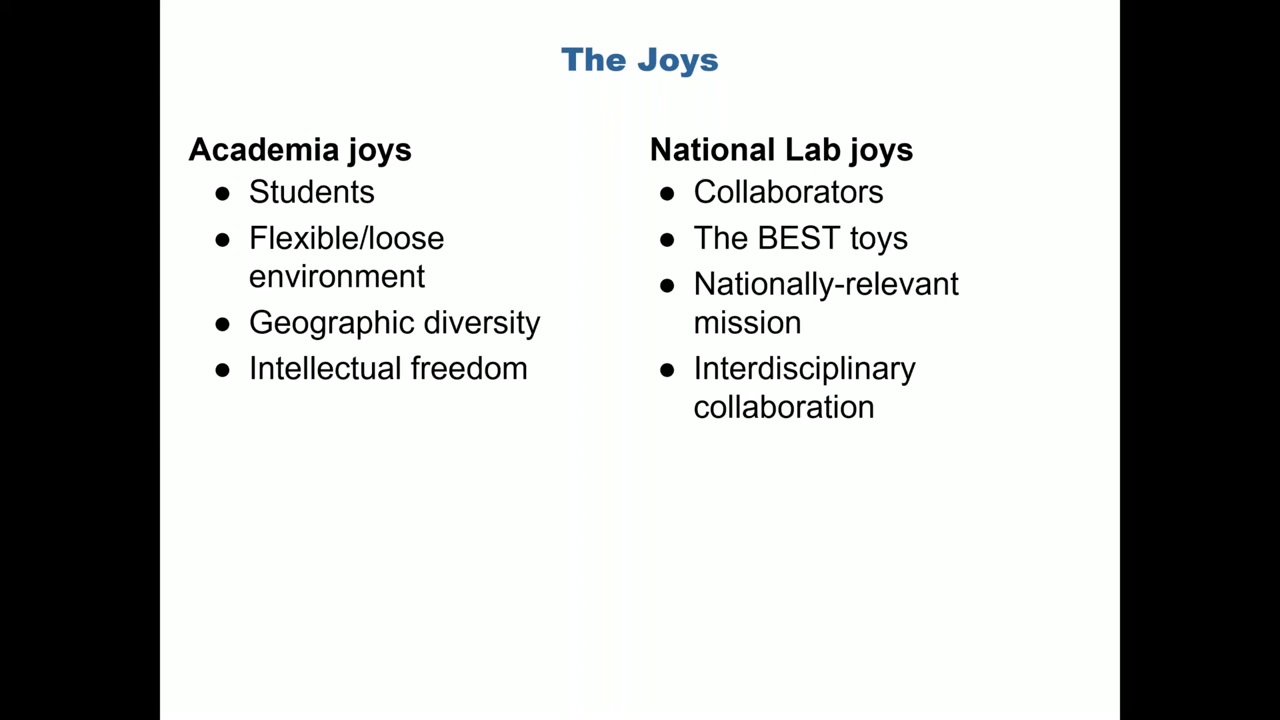 The Joys
Academia joys
● Students
● Flexible/loose
environment
● Geographic diversity
● Intellectual freedom
National Lab joys
● Collaborators
● The BEST toys
● Nationally-relevant
mission
● Interdisciplinary
collaboration